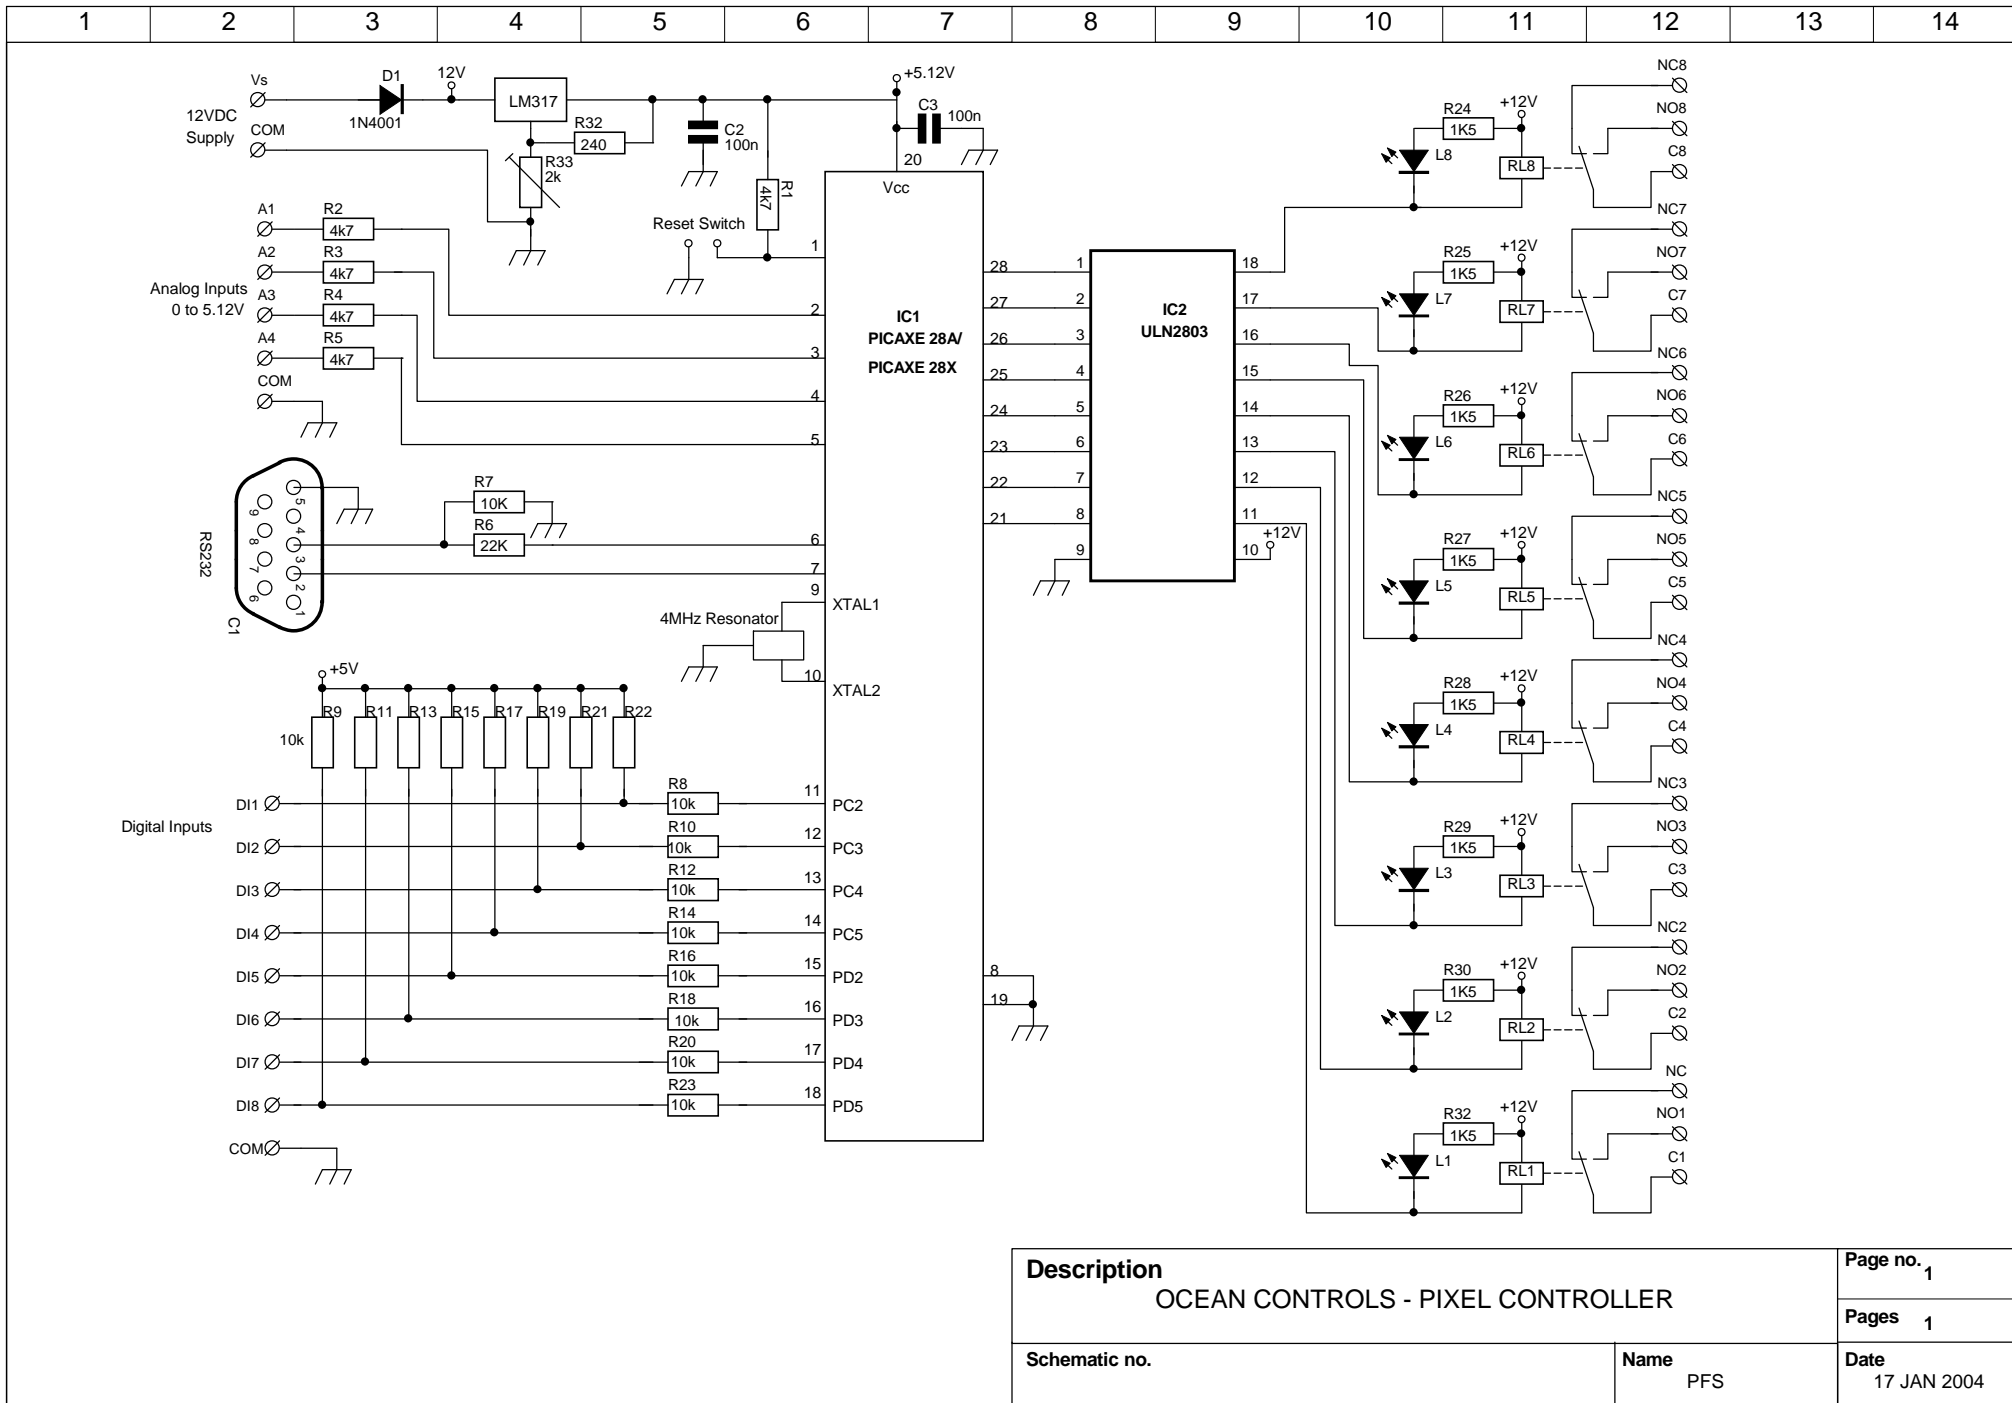 1 2 3 4 5 6 7 8 9 10 11 12 13 14
Vs
12VDC
Supply
COM
D1
1N4001
12V
LM317
R32
240
R33
2k
C2
100n
R1
4k7
+5.12V
C3
100n
20
Vcc
Reset Switch
1
A1
R2
4k7
A2
R3
4k7
A3
R4
4k7
A4
R5
4k7
COM
Analog Inputs
0 to 5.12V
2
3
4
5
RS232
C1
5
9
4
8
3
7
2
6
1
R7
10K
R6
22K
6
7
9
XTAL1
4MHz Resonator
10
XTAL2
IC1
PICAXE 28A/
PICAXE 28X
+5V
R9
R11
R13
R15
R17
R19
R21
R22
10k
Digital Inputs
DI1
R8
10k
11
PC2
DI2
R10
10k
12
PC3
DI3
R12
10k
13
PC4
DI4
R14
10k
14
PC5
DI5
R16
10k
15
PD2
DI6
R18
10k
16
PD3
DI7
R20
10k
17
PD4
DI8
R23
10k
18
PD5
COM
28
27
26
25
24
23
22
21
8
19
1
2
3
4
5
6
7
8
9
IC2
ULN2803
18
17
16
15
14
13
12
11
10
+12V
R24
1K5
+12V
L8
RL8
NC8
NO8
C8
R25
1K5
+12V
L7
RL7
NC7
NO7
C7
R26
1K5
+12V
L6
RL6
NC6
NO6
C6
R27
1K5
+12V
L5
RL5
NC5
NO5
C5
R28
1K5
+12V
L4
RL4
NC4
NO4
C4
R29
1K5
+12V
L3
RL3
NC3
NO3
C3
R30
1K5
+12V
L2
RL2
NC2
NO2
C2
R32
1K5
+12V
L1
RL1
NC
NO1
C1
Description
OCEAN CONTROLS - PIXEL CONTROLLER
Page no. 1
Pages 1
Schematic no.
Name
PFS
Date
17 JAN 2004